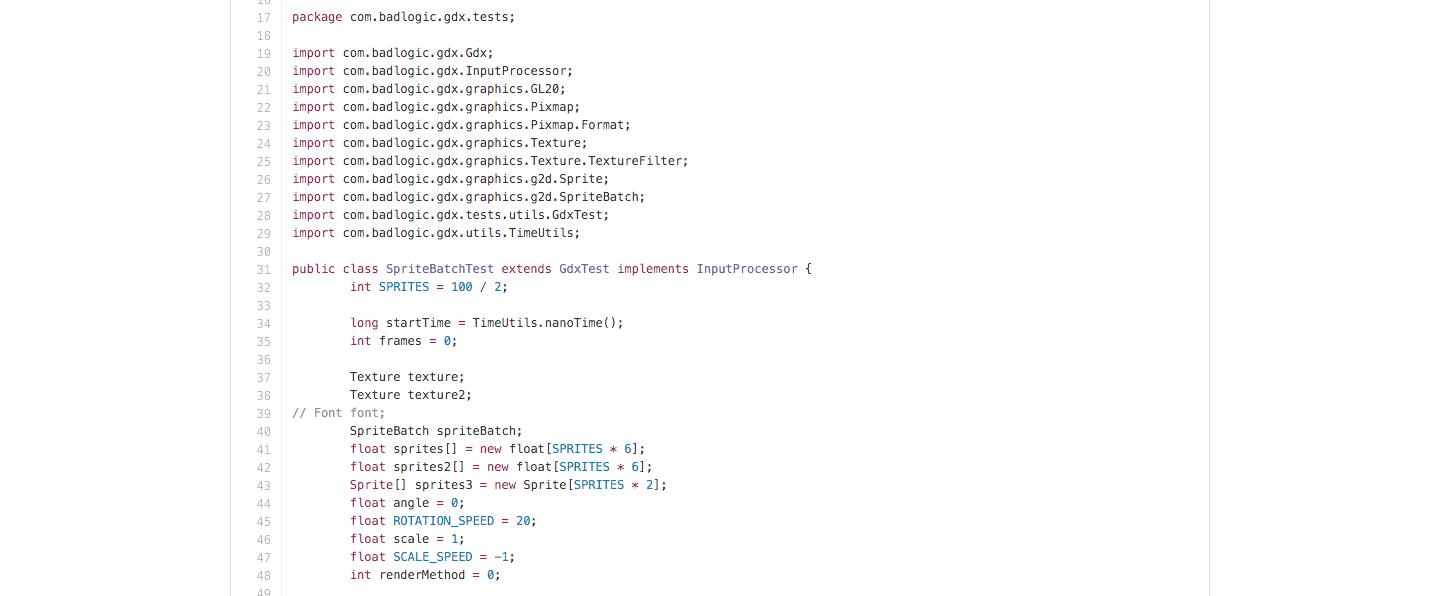 16
17 package com.badlogic.gdx.tests;
18
19 import com.badlogic.gdx.Gdx;
20 import com.badlogic.gdx.InputProcessor;
21 import com.badlogic.gdx.graphics.GL20;
22 import com.badlogic.gdx.graphics.Pixmap;
23 import com.badlogic.gdx.graphics.Pixmap.Format;
24 import com.badlogic.gdx.graphics.Texture;
25 import com.badlogic.gdx.graphics.Texture.TextureFilter;
26 import com.badlogic.gdx.graphics.g2d.Sprite;
27 import com.badlogic.gdx.graphics.g2d.SpriteBatch;
28 import com.badlogic.gdx.tests.utils.GdxTest;
29 import com.badlogic.gdx.utils.TimeUtils;
30
31 public class SpriteBatchTest extends GdxTest implements InputProcessor {
32 int SPRITES = 100 / 2;
33
34 long startTime = TimeUtils.nanoTime();
35 int frames = 0;
36
37 Texture texture;
38 Texture texture2;
39 // Font font;
40 SpriteBatch spriteBatch;
41 float sprites[] = new float[SPRITES * 6];
42 float sprites2[] = new float[SPRITES * 6];
43 Sprite[] sprites3 = new Sprite[SPRITES * 2];
44 float angle = 0;
45 float ROTATION_SPEED = 20;
46 float scale = 1;
47 float SCALE_SPEED = -1;
48 int renderMethod = 0;
49